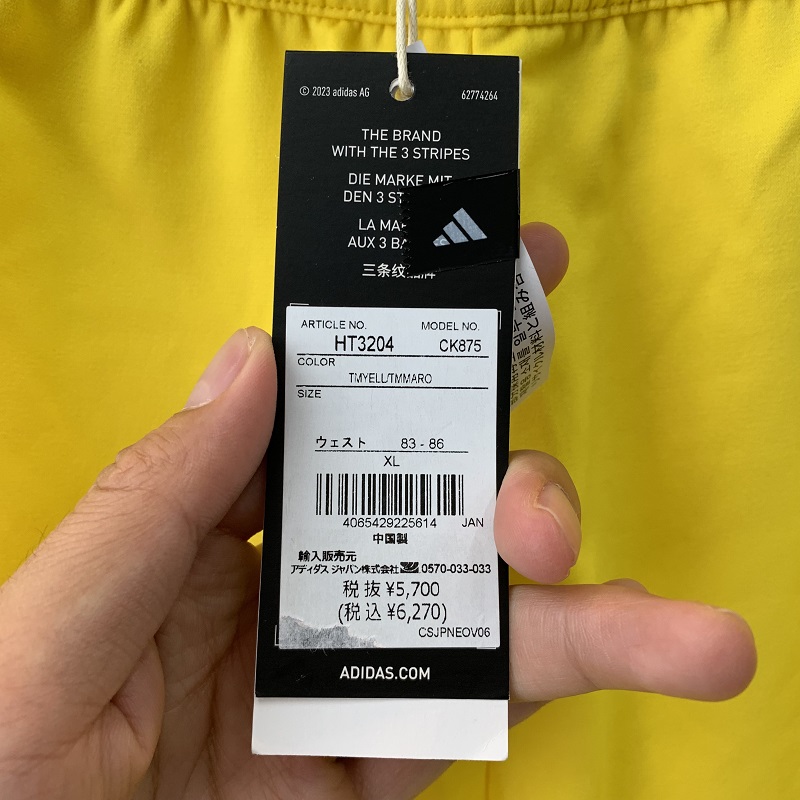 © 2023 adidas AG
62774264
THE BRAND
WITH THE 3 STRIPES
DIE MARKE MIT
DEN 3
LA
AUX 3
三条纹
ARTICLE NO. MODEL NO.
HT3204 CK875
COLOR
TMYELL/TMMARO
SIZE
ウェスト 83 - 86
XL
4065429225614 JAN
中国製
輸入販売元
アディダス ジャパン株式会社 0570-033-033
税 抜 ¥5,700
(税 込 ¥6,270)
CSJPNEOV06
ADIDAS.COM